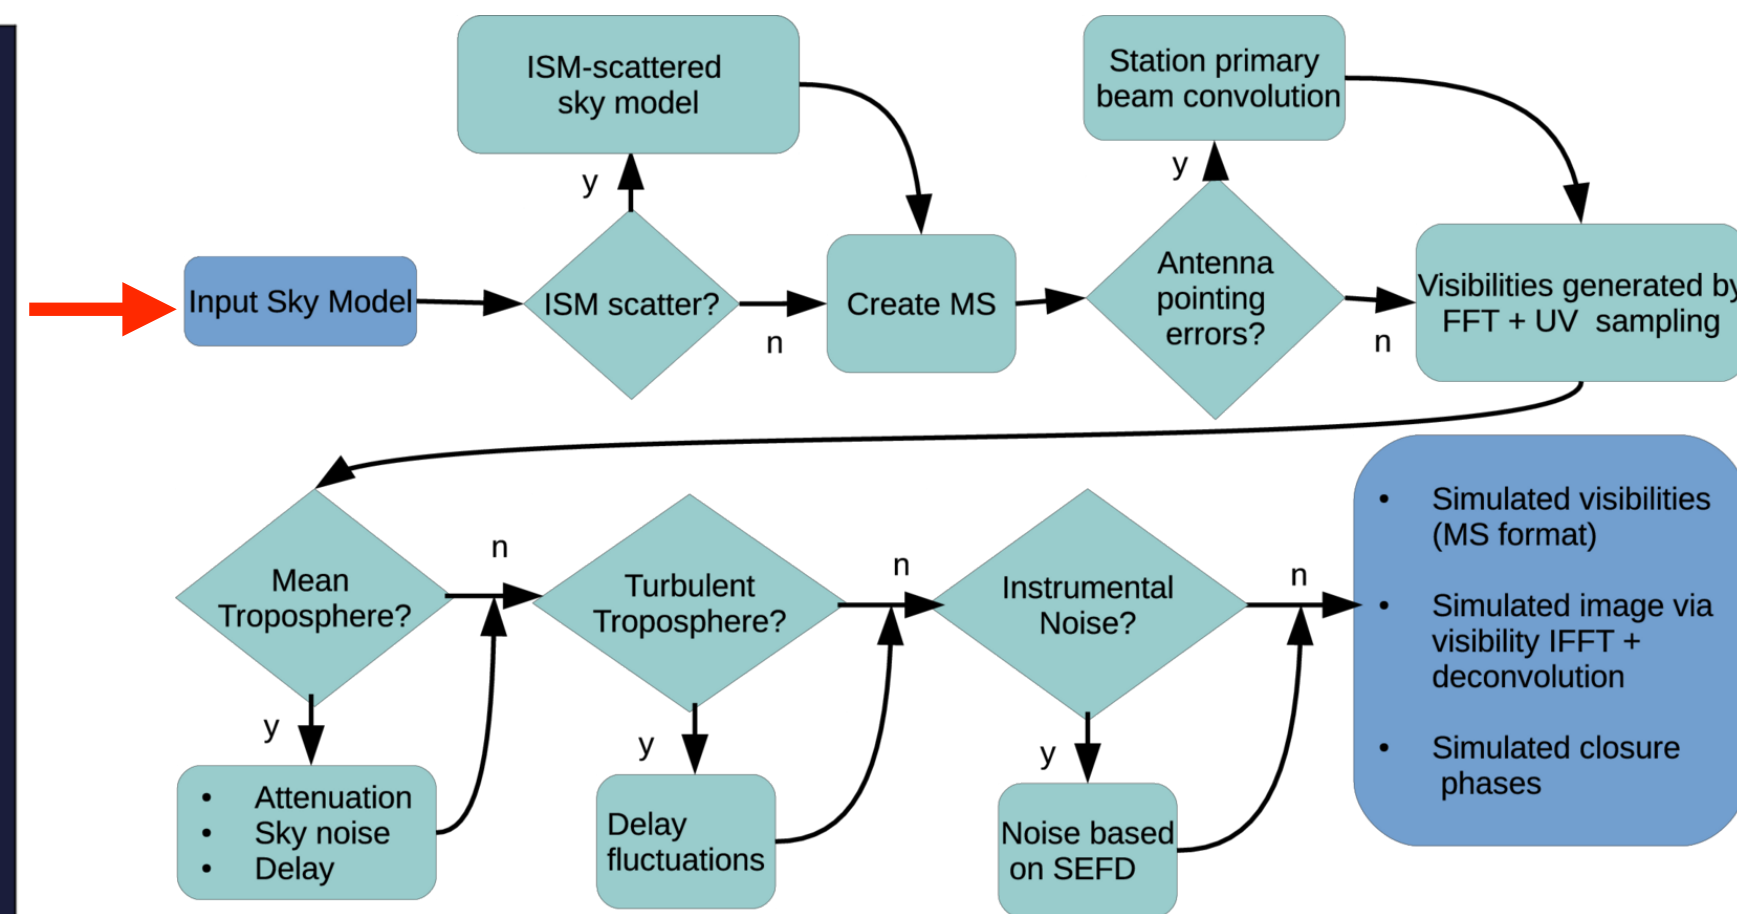 ISM-scattered
sky model
Station primary
beam convolution
y
y
Input Sky Model
ISM scatter?
n
Create MS
Antenna
pointing
errors?
n
Visibilities generated by
FFT + UV sampling
Mean
Troposphere?
n
Turbulent
Troposphere?
n
Instrumental
Noise?
n
• Simulated visibilities
(MS format)
• Simulated image via
visibility IFFT +
deconvolution
• Simulated closure
phases
y
y
y
• Attenuation
• Sky noise
• Delay
Delay
fluctuations
Noise based
on SEFD